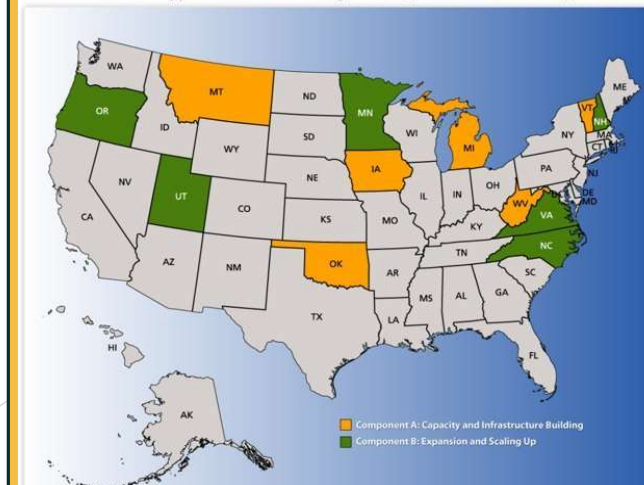 WA
MT
ND
MN
ME
OR
ID
SD
WI
MI
VT
NH
NY
MA
CT
RI
WY
IA
PA
NJ
NE
NV
UT
CO
IL
IN
OH
DE
MD
WV
VA
CA
KS
MO
KY
NC
TN
AZ
NM
OK
AR
SC
MS
AL
GA
TX
LA
FL
HI
AK
Component A: Capacity and Infrastructure Building
Component B: Expansion and Scaling Up